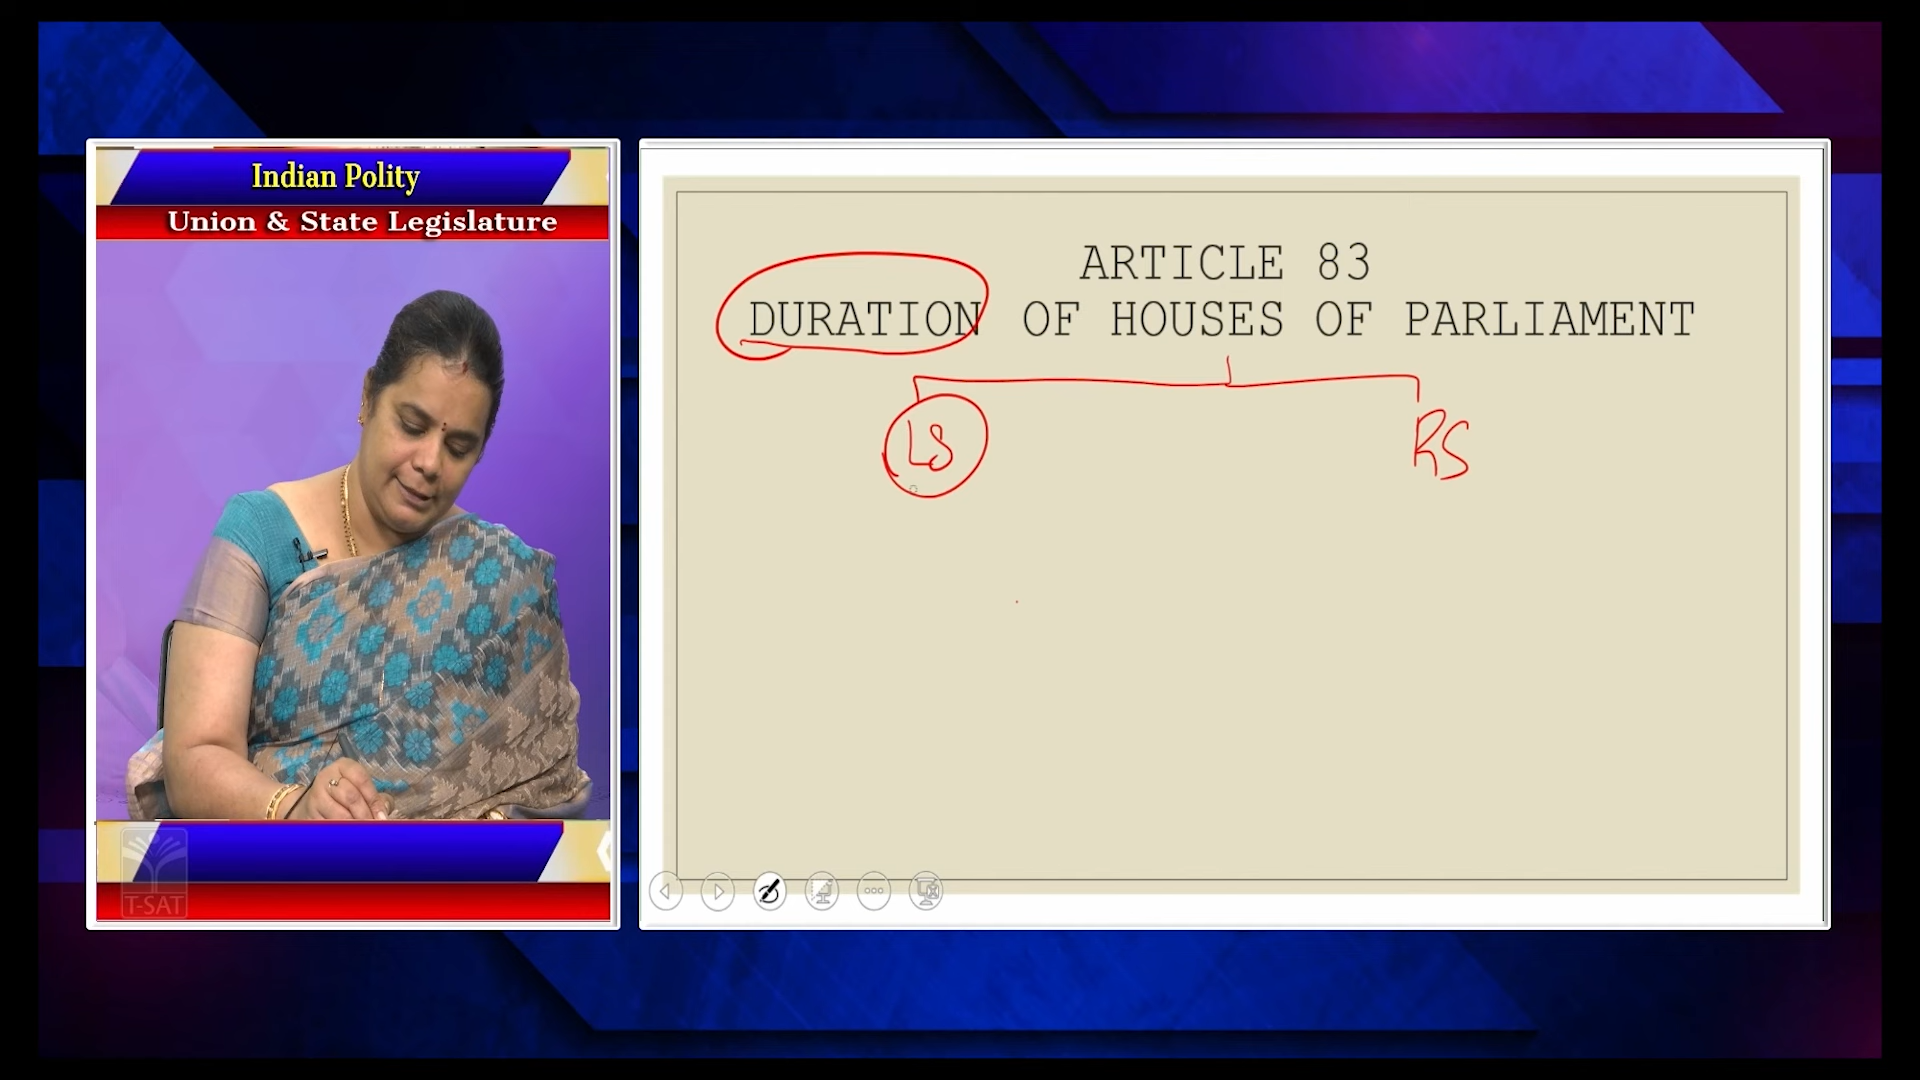 Indian Polity
Union & State Legislature
ARTICLE 83
DURATION OF HOUSES OF PARLIAMENT
LS
RS
T-SAT